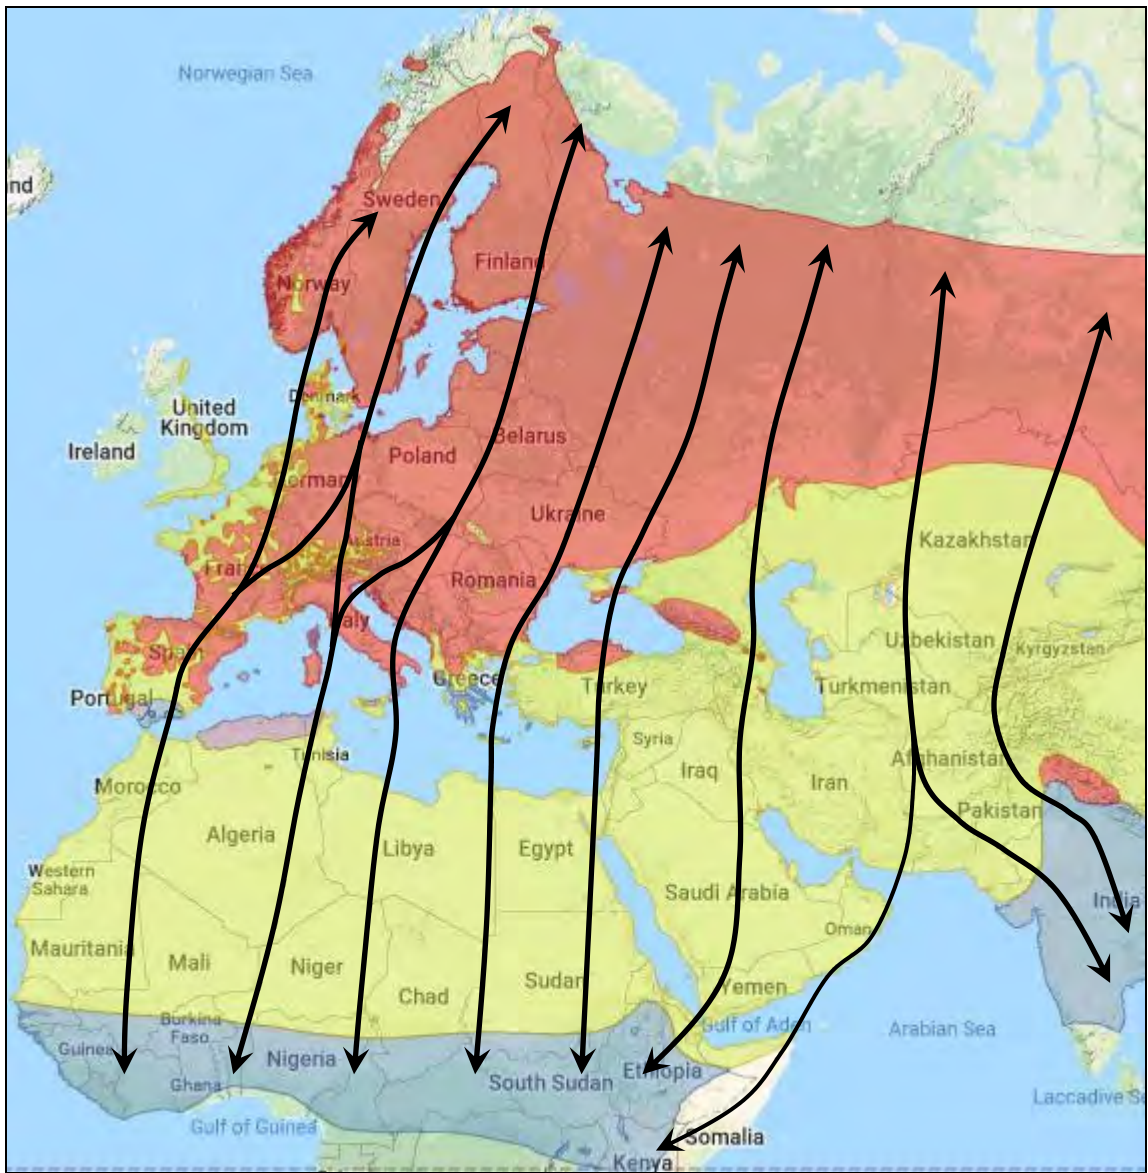 Norwegian Sea
nd
Sweden
Finland
Norway
Denmark
United
Kingdom
Ireland
Belarus
Poland
Germany
Ukraine
Austria
Kazakhstan
France
Romania
Italy
Uzbekistan
Kyrgyzstan
Spain
Greece
Turkey
Turkmenistan
Portugal
Syria
Tunisia
Afghanistan
Iraq
Iran
Morocco
Pakistan
Algeria
Libya
Egypt
Western
Sahara
Saudi Arabia
India
Oman
Mauritania
Mali
Niger
Sudan
Yemen
Chad
Burkina
Faso
Gulf of Aden
Arabian Sea
Guinea
Nigeria
Ethiopia
Ghana
South Sudan
Laccadive Se
Gulf of Guinea
Somalia
Kenya